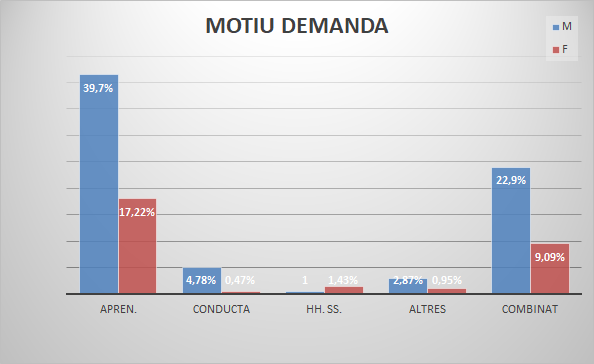 MOTIU DEMANDA
M
F
39,7%
17,22%
4,78%
0,47%
1
1,43%
2,87%
0,95%
22,9%
9,09%
APREN.
CONDUCTA
HH. SS.
ALTRES
COMBINAT